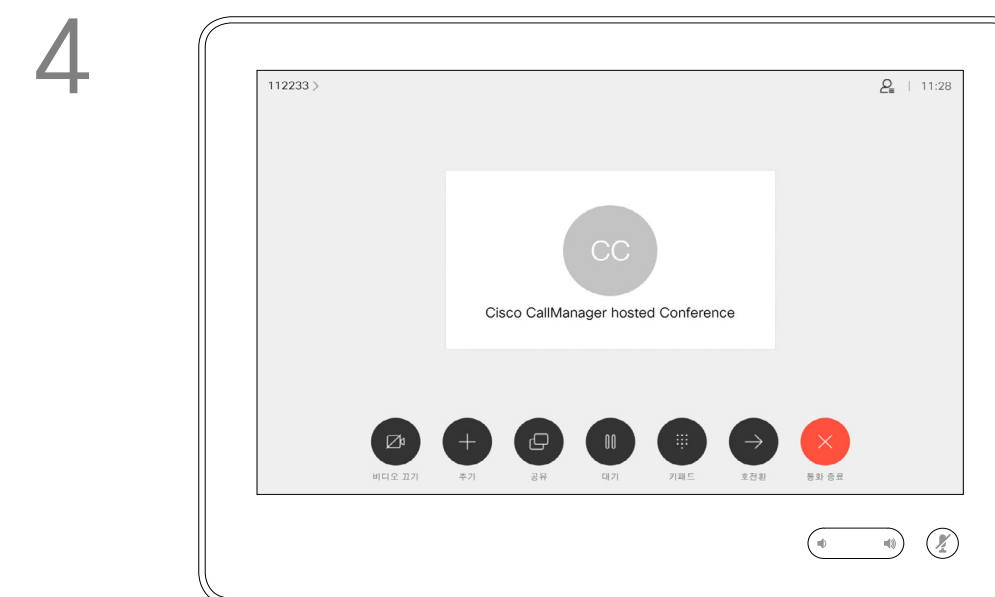 4
112233 >
| 11:28
CC
Cisco CallManager hosted Conference
비디오 끄기
추가
공유
대기
키패드
호전환
통화 종료